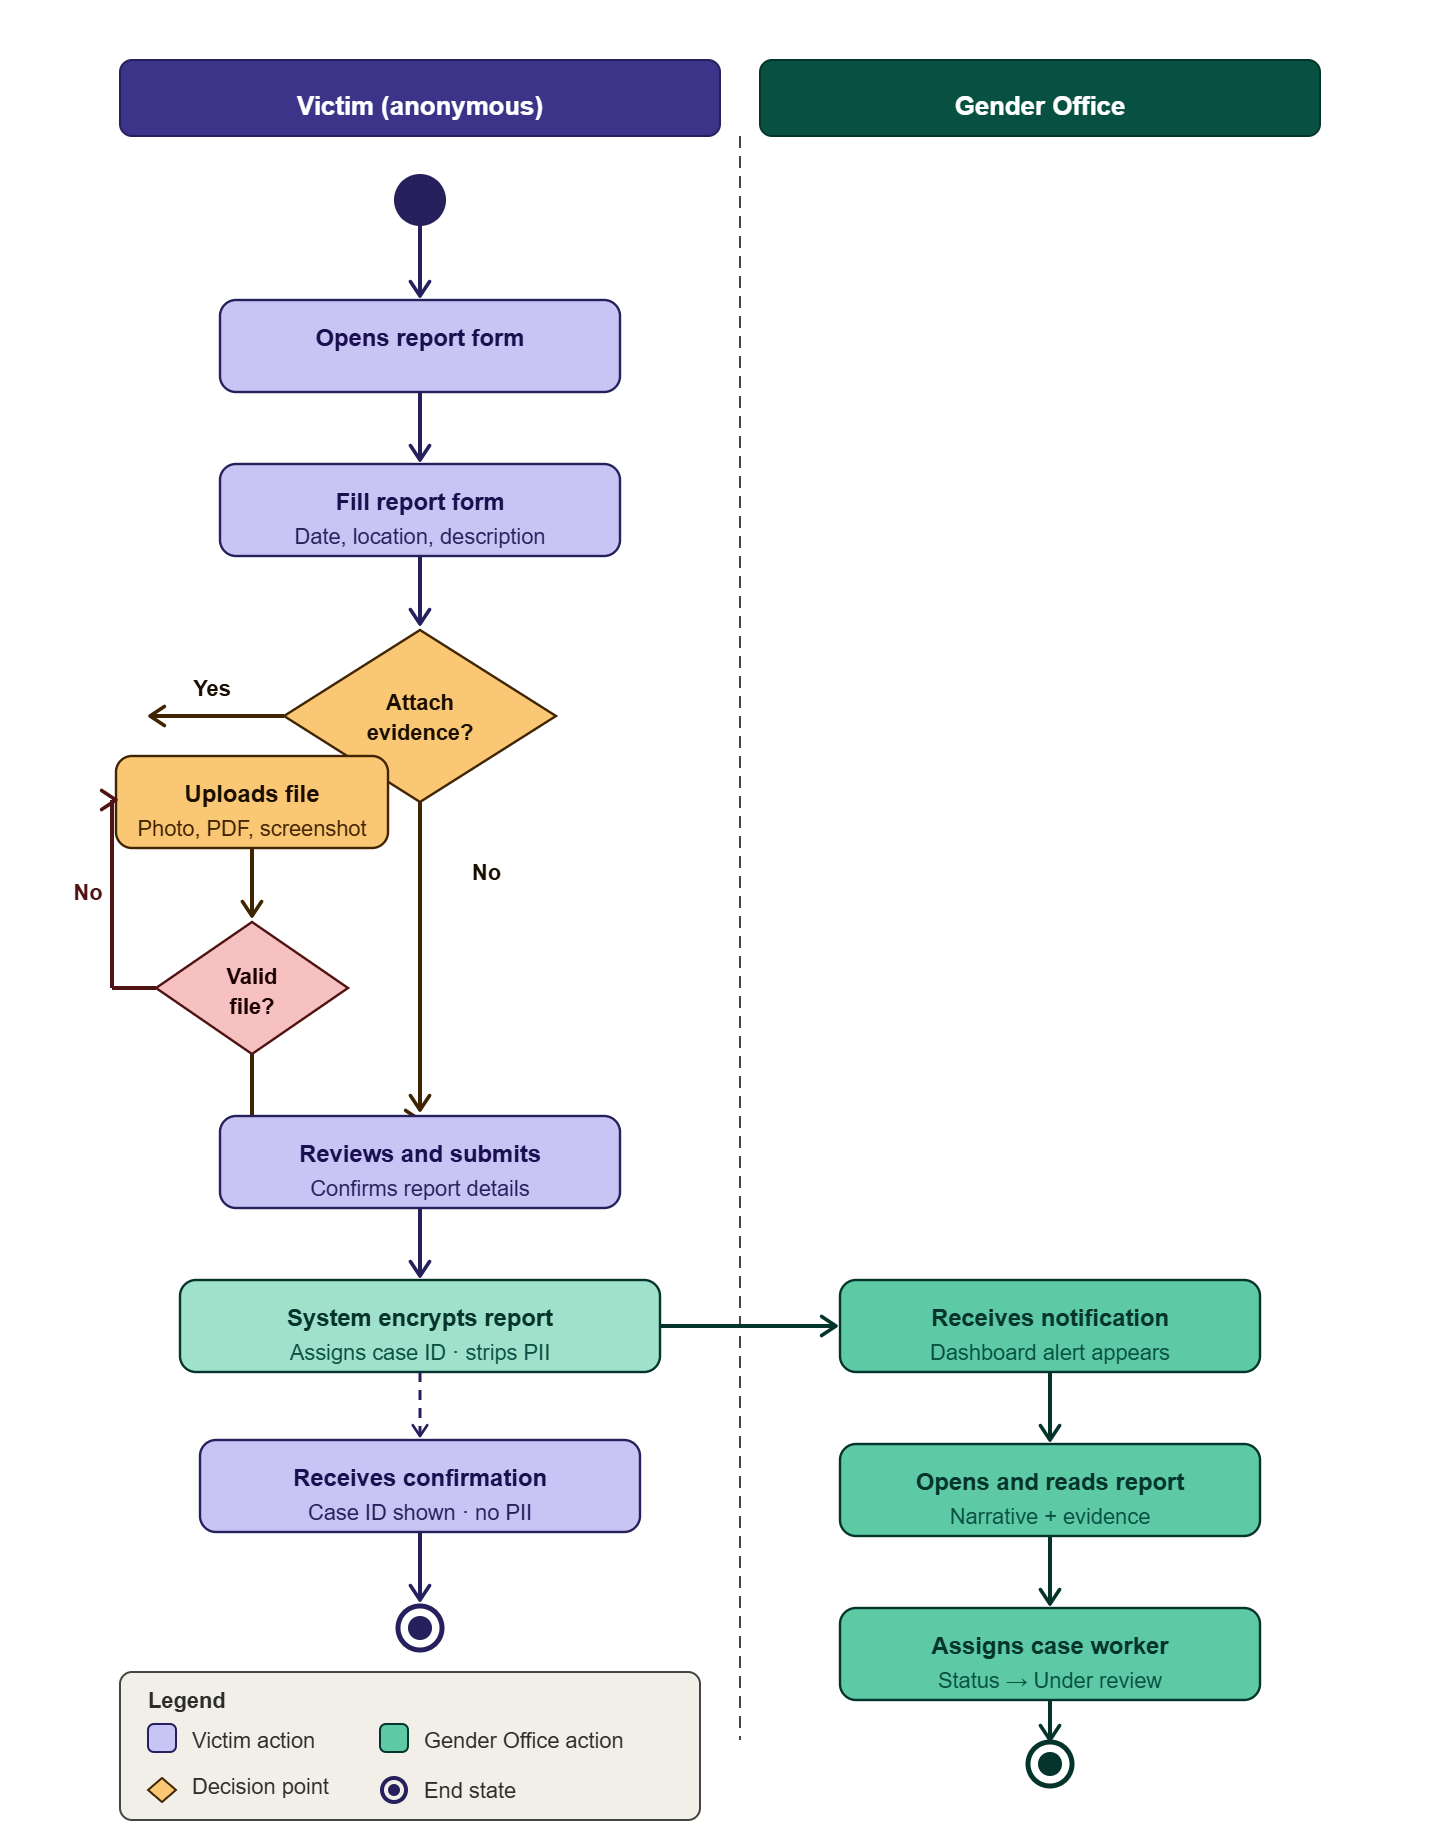 Victim (anonymous)
Gender Office
Opens report form
Fill report form
Date, location, description
Attach
evidence?
Yes
Uploads file
Photo, PDF, screenshot
No
No
Valid
file?
Reviews and submits
Confirms report details
System encrypts report
Assigns case ID · strips PII
Receives notification
Dashboard alert appears
Receives confirmation
Case ID shown · no PII
Opens and reads report
Narrative + evidence
Assigns case worker
Status → Under review
Legend
Victim action
Gender Office action
Decision point
End state